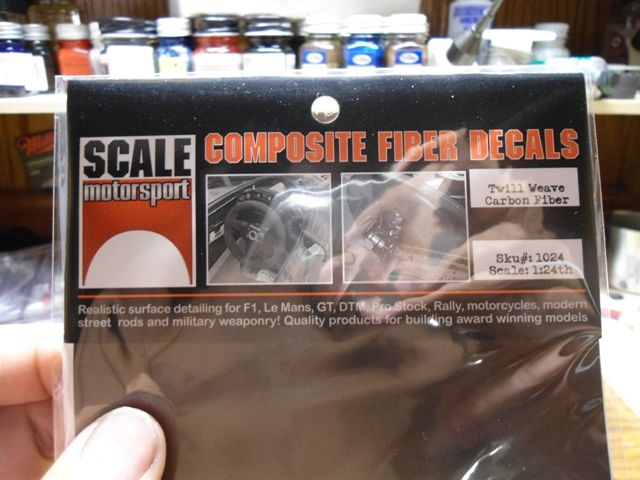 SCALE
motorsport
COMPOSITE FIBER DECALS
Twill Weave
Carbon Fiber
Sku#: 1024
Scale: 1:24th
Realistic surface detailing for F1, Le Mans, GT, DTM, Pro Stock, Rally, motorcycles, modern
street rods and military weaponry! Quality products for building award winning models